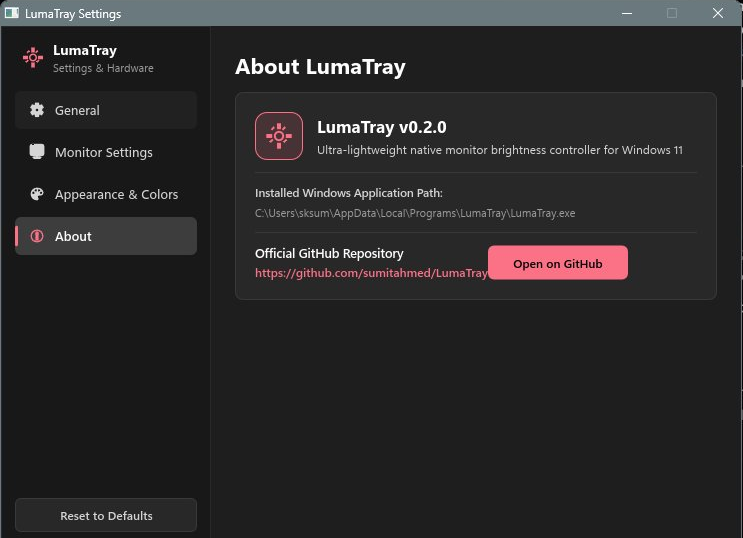 LumaTray Settings
LumaTray
Settings & Hardware
General
Monitor Settings
Appearance & Colors
About
Reset to Defaults
About LumaTray
LumaTray v0.2.0
Ultra-lightweight native monitor brightness controller for Windows 11
Installed Windows Application Path:
C:\Users\sksum\AppData\Local\Programs\LumaTray\LumaTray.exe
Official GitHub Repository
https://github.com/sumitahmed/LumaTray
Open on GitHub